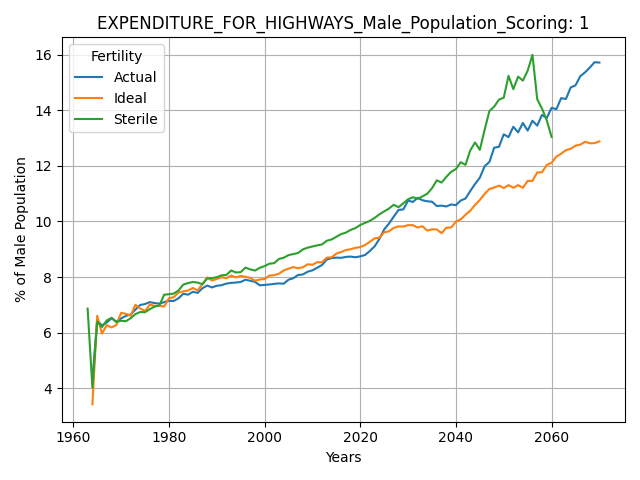 EXPENDITURE_FOR_HIGHWAYS_Male_Population_Scoring: 1
Fertility
Actual
Ideal
Sterile
% of Male Population
16
14
12
10
8
6
4
1960 1980 2000 2020 2040 2060
Years